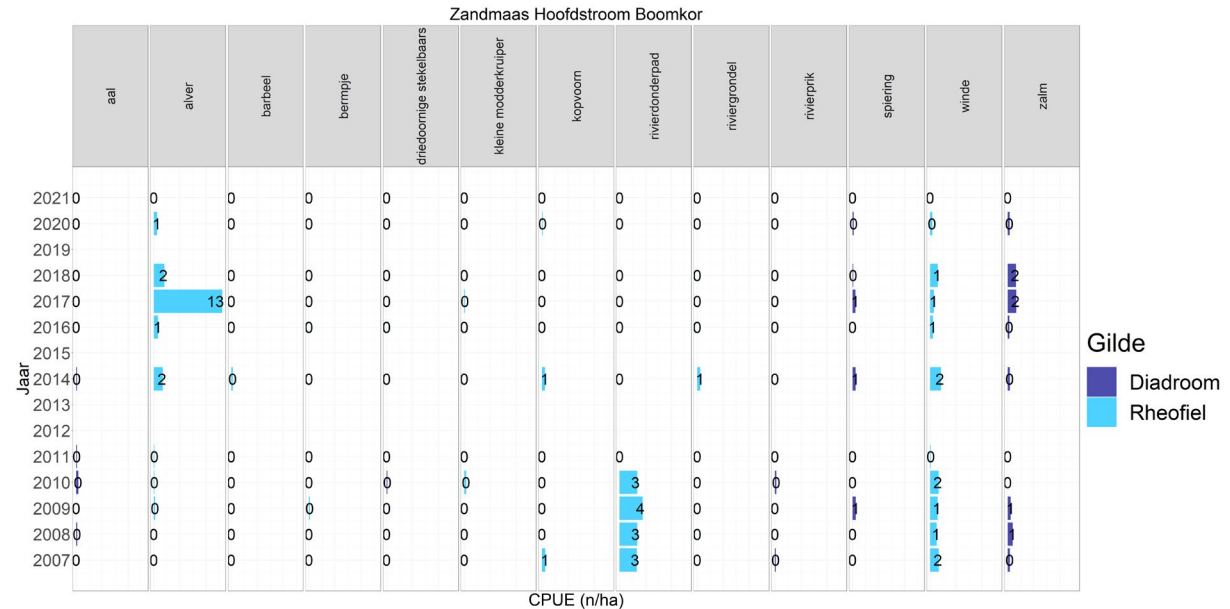 Zandmaas Hoofdstroom Boomkor
aal
alver
barbeel
bermpje
driedoornige stekelbaars
kleine modderkruiper
kopvoorn
rivierdonderpad
riviergrondel
rivierprik
spiering
winde
zalm
2021 0 0 0 0 0 0 0 0 0 0 0 0 0
2020 0 1 0 0 0 0 0 0 0 0 0 0 0
2019
2018 0 2 0 0 0 0 0 0 0 0 0 1 2
2017 0 13 0 0 0 0 0 0 0 0 1 1 2
2016 0 1 0 0 0 0 0 0 0 0 0 1 0
2015
2014 0 2 0 0 0 0 1 0 1 0 1 2 0
2013
2012
2011 0 0 0 0 0 0 0 0 0 0 0 0 0
2010 0 0 0 0 0 0 0 3 0 0 0 2 0
2009 0 0 0 0 0 0 0 4 0 0 1 1 1
2008 0 0 0 0 0 0 0 3 0 0 0 1 1
2007 0 0 0 0 0 0 1 3 0 0 0 2 0
Jaar
CPUE (n/ha)
Gilde
Diadroom
Rheofiel